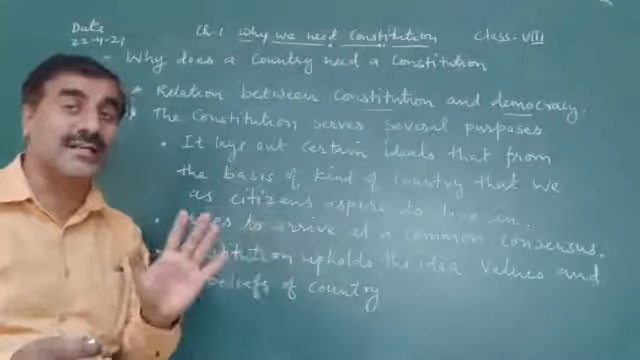 Date
22-4-21
Ch-1 Why we need Constitution
Class-VIII
- Why does a Country need a Constitution
* Relation between Constitution and democracy.
* The Constitution serves several purposes
• It lays out certain ideals that from
the basis of kind of country that we
as citizens aspire to live in.
• to arrive at a common consensus.
upholds the idea values and
beliefs of country